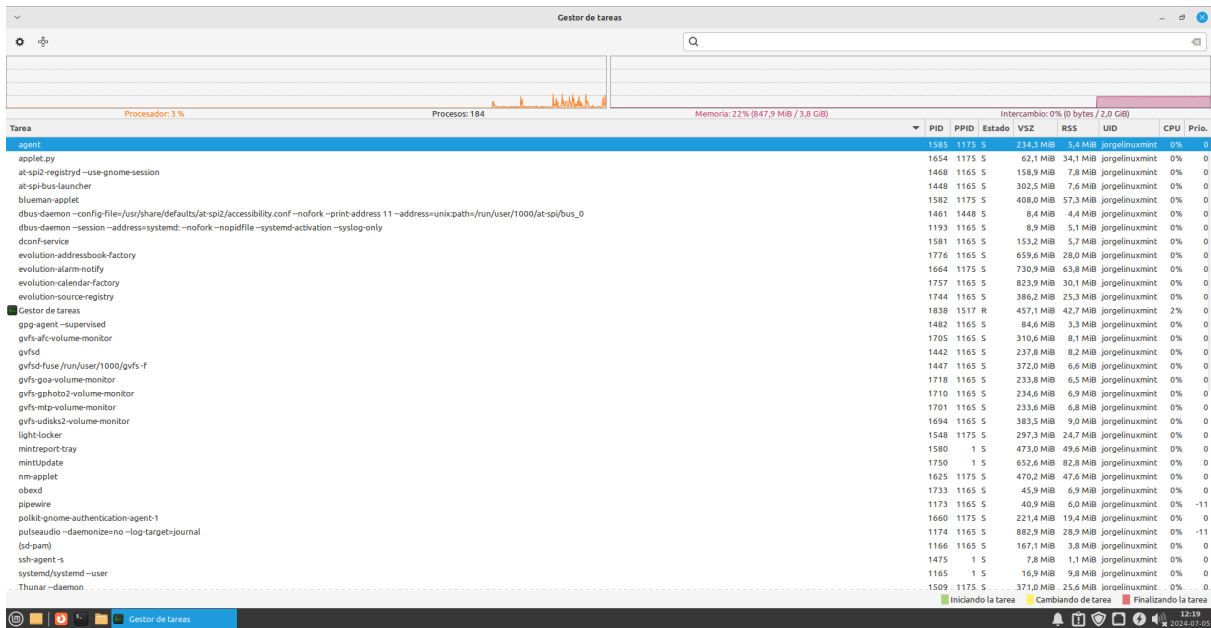 Gestor de tareas
Procesador: 3 % Procesos: 184 Memoria: 22% (847,9 MiB / 3,8 GiB) Intercambio: 0% (0 bytes / 2,0 GiB)
Tarea PID PPID Estado VSZ RSS UID CPU Prio.
agent 1585 1175 S 234,3 MiB 5,4 MiB jorgelinuxmint 0% 0
applet.py 1654 1175 S 62,1 MiB 34,1 MiB jorgelinuxmint 0% 0
at-spi2-registryd --use-gnome-session 1468 1165 S 158,9 MiB 7,8 MiB jorgelinuxmint 0% 0
at-spi-bus-launcher 1448 1165 S 302,5 MiB 7,6 MiB jorgelinuxmint 0% 0
blueman-applet 1582 1175 S 408,0 MiB 57,3 MiB jorgelinuxmint 0% 0
dbus-daemon --config-file=/usr/share/defaults/at-spi2/accessibility.conf --nofork --print-address 11 --address=unix:path=/run/user/1000/at-spi/bus_0 1461 1448 S 8,4 MiB 4,4 MiB jorgelinuxmint 0% 0
dbus-daemon --session --address=systemd: --nofork --nopidfile --systemd-activation --syslog-only 1193 1165 S 8,9 MiB 5,1 MiB jorgelinuxmint 0% 0
dconf-service 1581 1165 S 153,2 MiB 5,7 MiB jorgelinuxmint 0% 0
evolution-addressbook-factory 1776 1165 S 659,6 MiB 28,0 MiB jorgelinuxmint 0% 0
evolution-alarm-notify 1664 1175 S 730,9 MiB 63,8 MiB jorgelinuxmint 0% 0
evolution-calendar-factory 1757 1165 S 823,9 MiB 30,1 MiB jorgelinuxmint 0% 0
evolution-source-registry 1744 1165 S 386,2 MiB 25,3 MiB jorgelinuxmint 0% 0
Gestor de tareas 1838 1517 R 457,1 MiB 42,7 MiB jorgelinuxmint 2% 0
gpg-agent --supervised 1482 1165 S 84,6 MiB 3,3 MiB jorgelinuxmint 0% 0
gvfs-afc-volume-monitor 1705 1165 S 310,6 MiB 8,1 MiB jorgelinuxmint 0% 0
gvfsd 1442 1165 S 237,8 MiB 8,2 MiB jorgelinuxmint 0% 0
gvfsd-fuse /run/user/1000/gvfs -f 1447 1165 S 372,0 MiB 6,6 MiB jorgelinuxmint 0% 0
gvfs-goa-volume-monitor 1718 1165 S 233,8 MiB 6,5 MiB jorgelinuxmint 0% 0
gvfs-gphoto2-volume-monitor 1710 1165 S 234,6 MiB 6,9 MiB jorgelinuxmint 0% 0
gvfs-mtp-volume-monitor 1701 1165 S 233,6 MiB 6,8 MiB jorgelinuxmint 0% 0
gvfs-udisks2-volume-monitor 1694 1165 S 383,5 MiB 9,0 MiB jorgelinuxmint 0% 0
light-locker 1548 1175 S 297,3 MiB 24,7 MiB jorgelinuxmint 0% 0
mintreport-tray 1580 1 S 473,0 MiB 49,6 MiB jorgelinuxmint 0% 0
mintUpdate 1750 1 S 652,6 MiB 82,8 MiB jorgelinuxmint 0% 0
nm-applet 1625 1175 S 470,2 MiB 47,6 MiB jorgelinuxmint 0% 0
obexd 1733 1165 S 45,9 MiB 6,9 MiB jorgelinuxmint 0% 0
pipewire 1173 1165 S 40,9 MiB 6,0 MiB jorgelinuxmint 0% -11
polkit-gnome-authentication-agent-1 1660 1175 S 221,4 MiB 19,4 MiB jorgelinuxmint 0% 0
pulseaudio --daemonize=no --log-target=journal 1174 1165 S 882,9 MiB 28,9 MiB jorgelinuxmint 0% -11
(sd-pam) 1166 1165 S 167,1 MiB 3,8 MiB jorgelinuxmint 0% 0
ssh-agent -s 1475 1 S 7,8 MiB 1,1 MiB jorgelinuxmint 0% 0
systemd/systemd --user 1165 1 S 16,9 MiB 9,8 MiB jorgelinuxmint 0% 0
Thunar --daemon 1509 1175 S 371,0 MiB 25,6 MiB jorgelinuxmint 0% 0
Iniciando la tarea Cambiando de tarea Finalizando la tarea
Gestor de tareas 12:19
2024-07-05